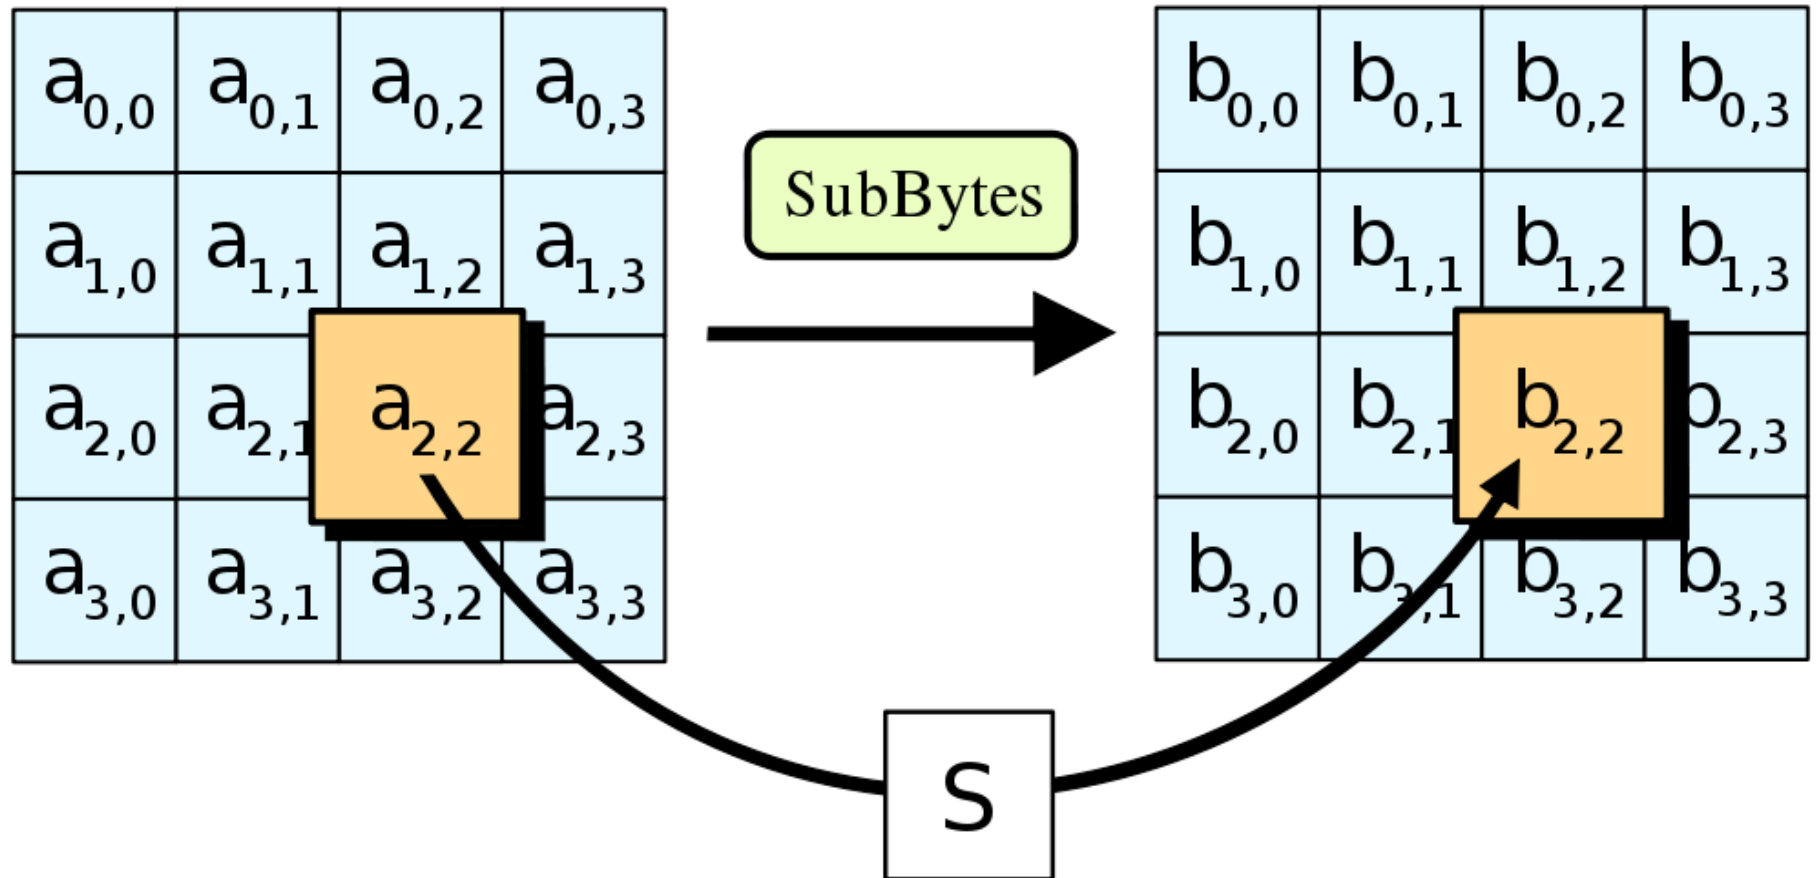 a0,0 a0,1 a0,2 a0,3
a1,0 a1,1 a1,2 a1,3
a2,0 a2,1 a2,2 a2,3
a3,0 a3,1 a3,2 a3,3
SubBytes
b0,0 b0,1 b0,2 b0,3
b1,0 b1,1 b1,2 b1,3
b2,0 b2,1 b2,2 b2,3
b3,0 b3,1 b3,2 b3,3
S